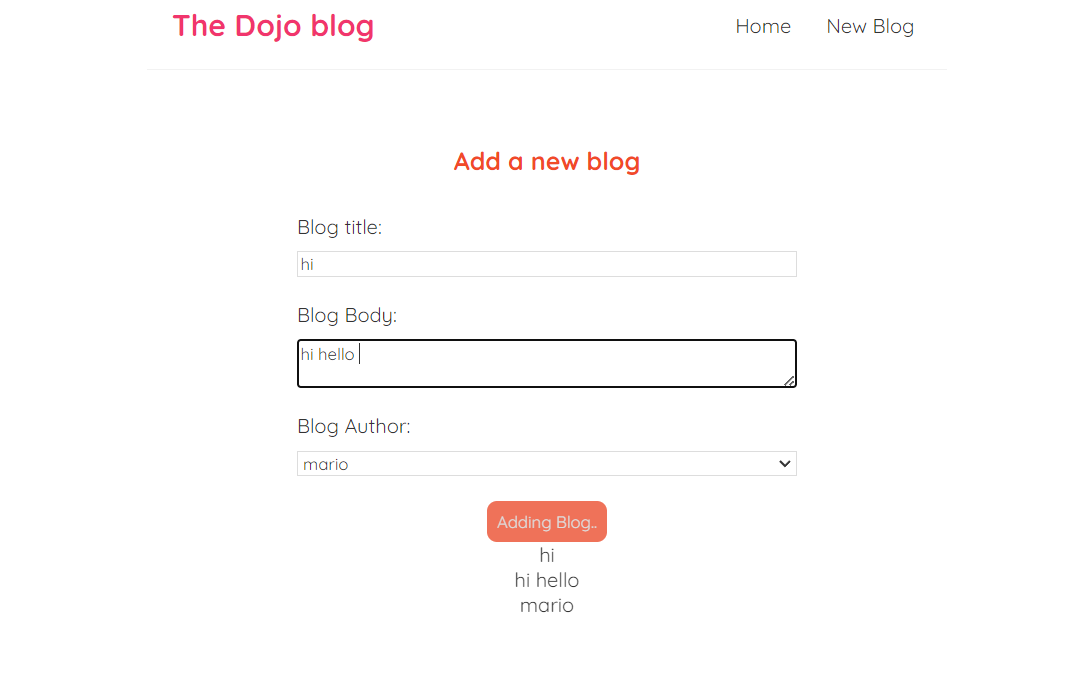 The Dojo blog
Home New Blog
Add a new blog
Blog title:
hi
Blog Body:
hi hello
Blog Author:
mario
Adding Blog..
hi
hi hello
mario